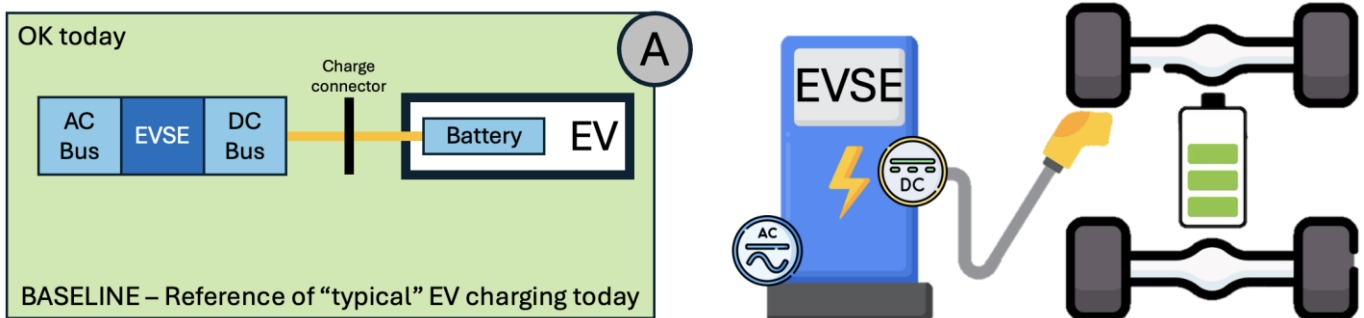 OK today
A
Charge
connector
AC
Bus
EVSE
DC
Bus
Battery
EV
BASELINE – Reference of “typical” EV charging today
EVSE
DC
AC